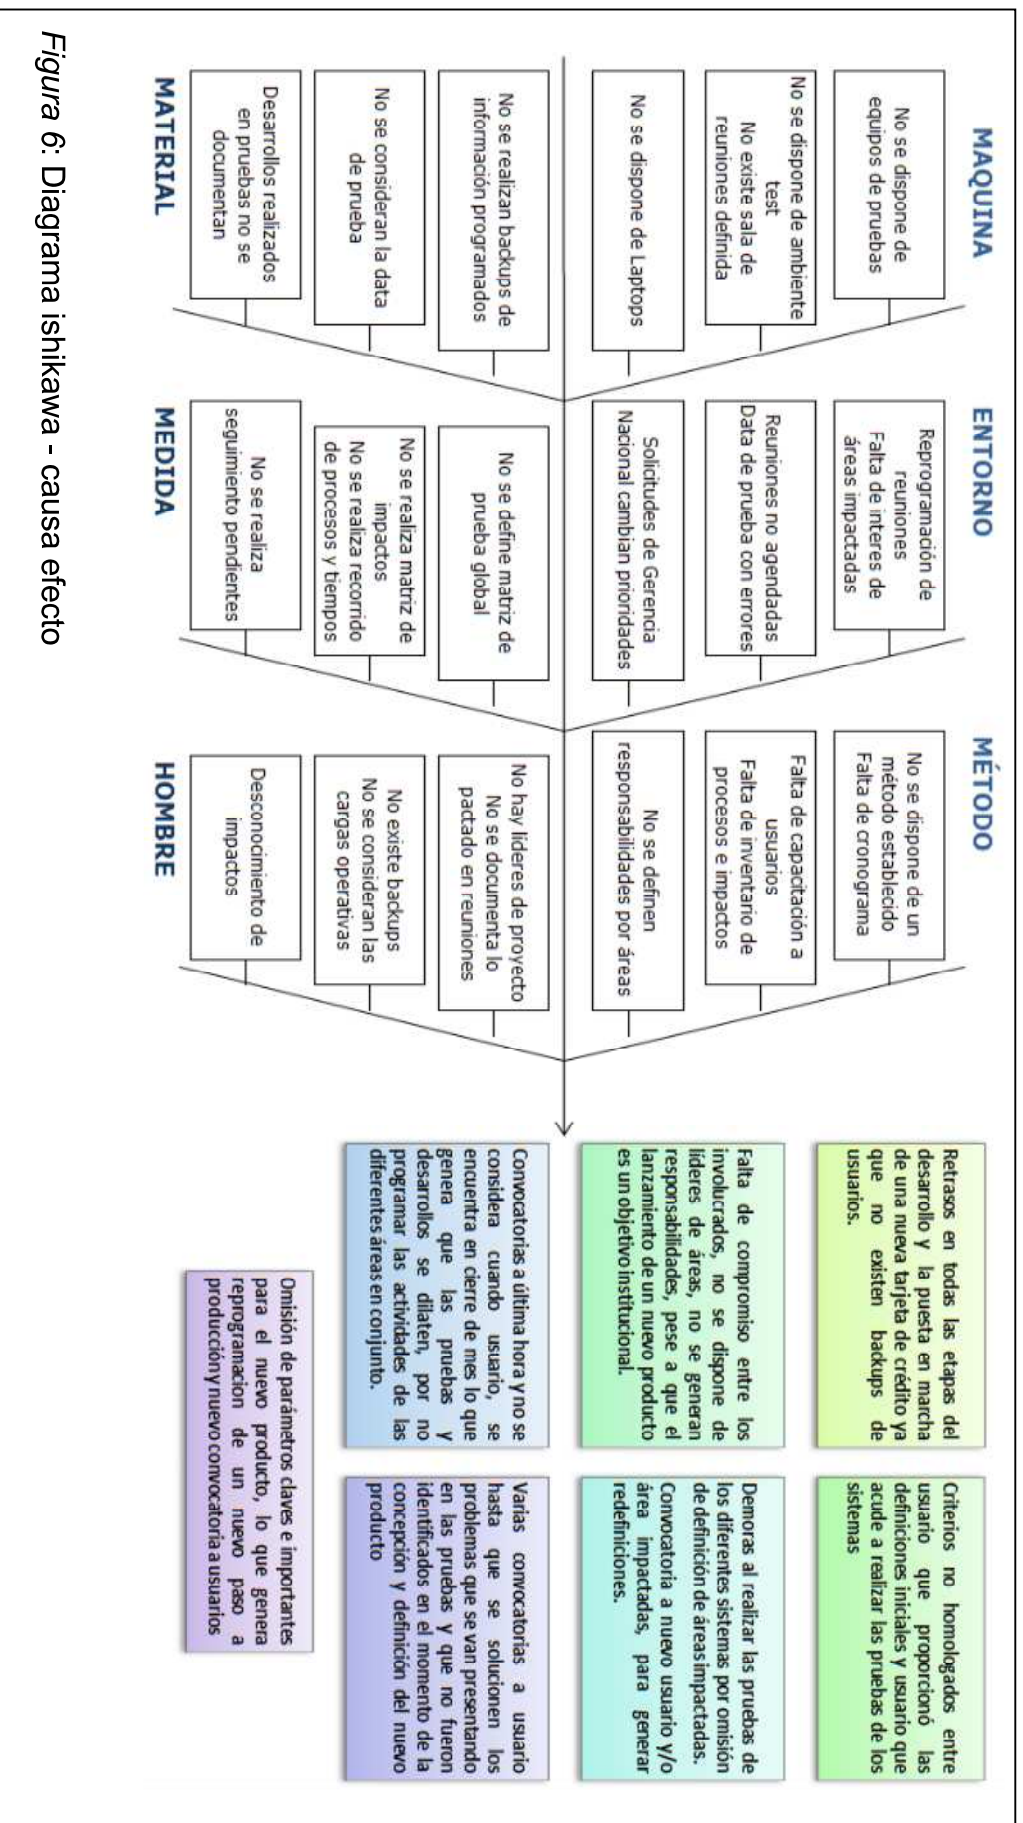 MAQUINA
No se dispone de
equipos de pruebas
No se dispone de ambiente
test
No existe sala de
reuniones definida
No se dispone de Laptops
ENTORNO
Reprogramación de
reuniones
Falta de interes de
áreas impactadas
Reuniones no agendadas
Data de prueba con errores
Solicitudes de Gerencia
Nacional cambian prioridades
MÉTODO
No se dispone de un
método establecido
Falta de cronograma
Falta de capacitación a
usuarios
Falta de inventario de
procesos e impactos
No se definen
responsabilidades por áreas
No se realizan backups de
información programados
No se consideran la data
de prueba
Desarrollos realizados
en pruebas no se
documentan
MATERIAL
No se define matriz de
prueba global
No se realiza matriz de
impactos
No se realiza recorrido
de procesos y tiempos
No se realiza
seguimiento pendientes
MEDIDA
No hay líderes de proyecto
No se documenta lo
pactado en reuniones
No existe backups
No se consideran las
cargas operativas
Desconocimiento de
impactos
HOMBRE
Retrasos en todas las etapas del
desarrollo y la puesta en marcha
de una nueva tarjeta de crédito ya
que no existen backups de
usuarios.
Criterios no homologados entre
usuario que proporcionó las
definiciones iniciales y usuario que
acude a realizar las pruebas de los
sistemas
Falta de compromiso entre los
involucrados, no se dispone de
líderes de áreas, no se generan
responsabilidades, pese a que el
lanzamiento de un nuevo producto
es un objetivo institucional.
Demoras al realizar las pruebas de
los diferentes sistemas por omisión
de definición de áreas impactadas.
Convocatoria a nuevo usuario y/o
área impactadas, para generar
redefiniciones.
Convocatorias a última hora y no se
considera cuando usuario, se
encuentra en cierre de mes lo que
genera que las pruebas y
desarrollos se dilaten, por no
programar las actividades de las
diferentes áreas en conjunto.
Varias convocatorias a usuario
hasta que se solucionen los
problemas que se van presentando
en las pruebas y que no fueron
identificados en el momento de la
concepción y definición del nuevo
producto
Omisión de parámetros claves e importantes
para el nuevo producto, lo que genera
reprogramacion de un nuevo paso a
producción y nuevo convocatoria a usuarios
Figura 6: Diagrama ishikawa - causa efecto